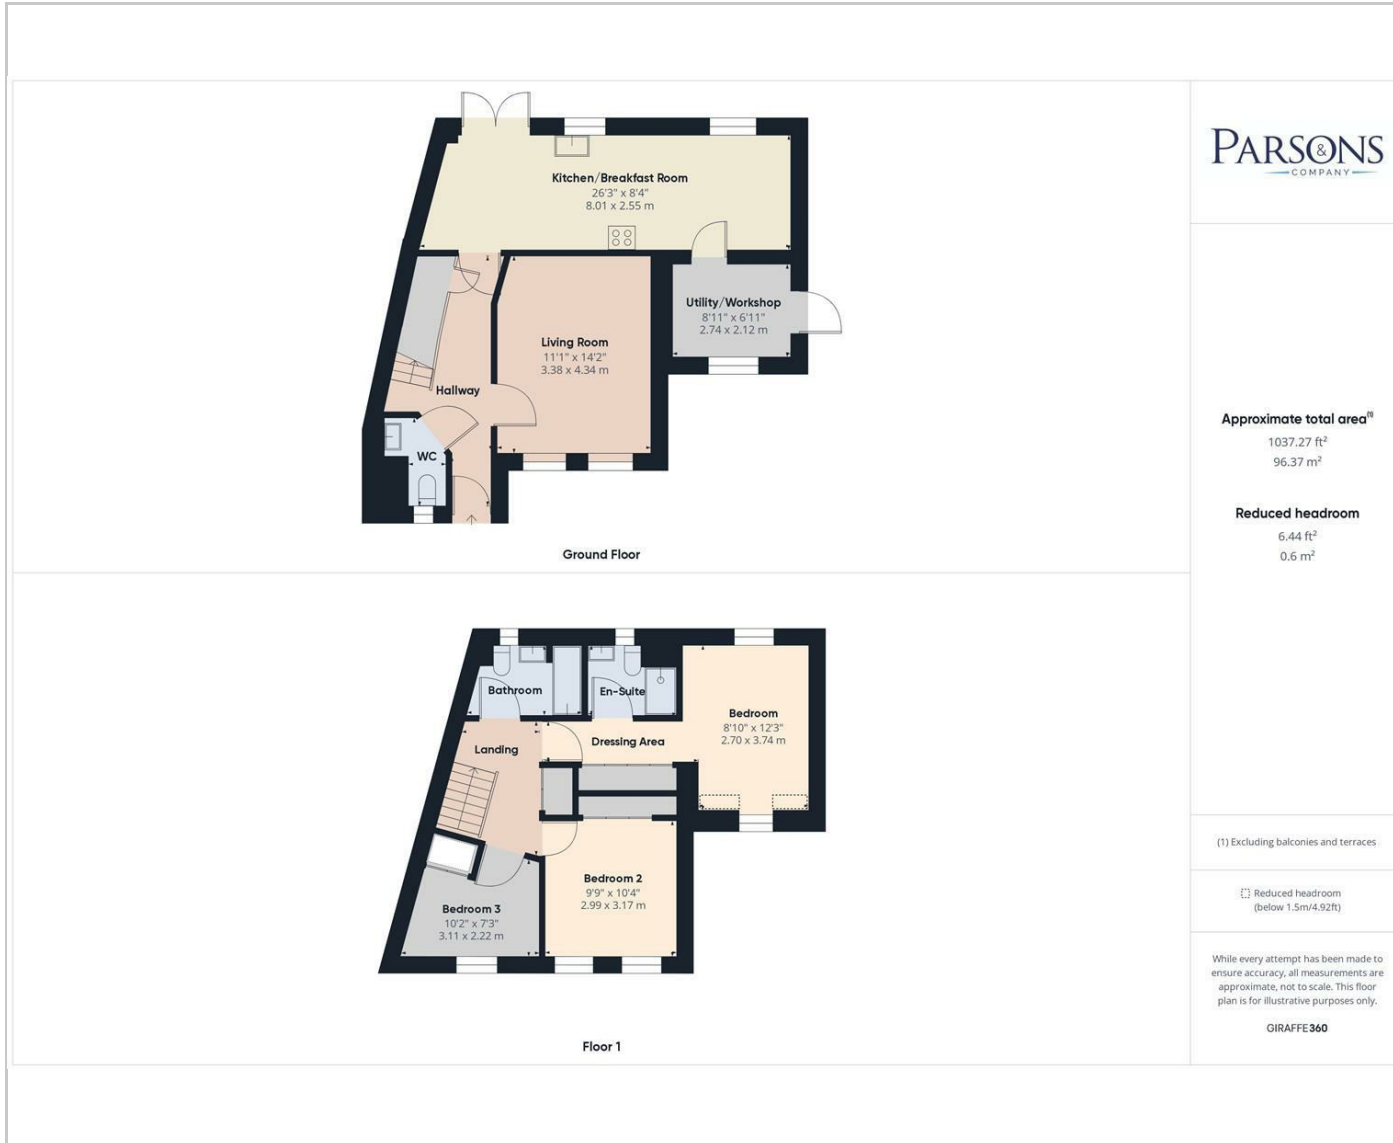 Kitchen/Breakfast Room
26'3" x 8'4"
8.01 x 2.55 m
Utility/Workshop
8'11" x 6'11"
2.74 x 2.12 m
Living Room
11'1" x 14'2"
3.38 x 4.34 m
Hallway
WC
Ground Floor
Bathroom
En-Suite
Bedroom
8'10" x 12'3"
2.70 x 3.74 m
Dressing Area
Landing
Bedroom 2
9'9" x 10'4"
2.99 x 3.17 m
Bedroom 3
10'2" x 7'3"
3.11 x 2.22 m
Floor 1
PARSONS
&
COMPANY
Approximate total area(1)
1037.27 ft²
96.37 m²
Reduced headroom
6.44 ft²
0.6 m²
(1) Excluding balconies and terraces
Reduced headroom
(below 1.5m/4.92ft)
While every attempt has been made to
ensure accuracy, all measurements are
approximate, not to scale. This floor
plan is for illustrative purposes only.
GIRAFFE360